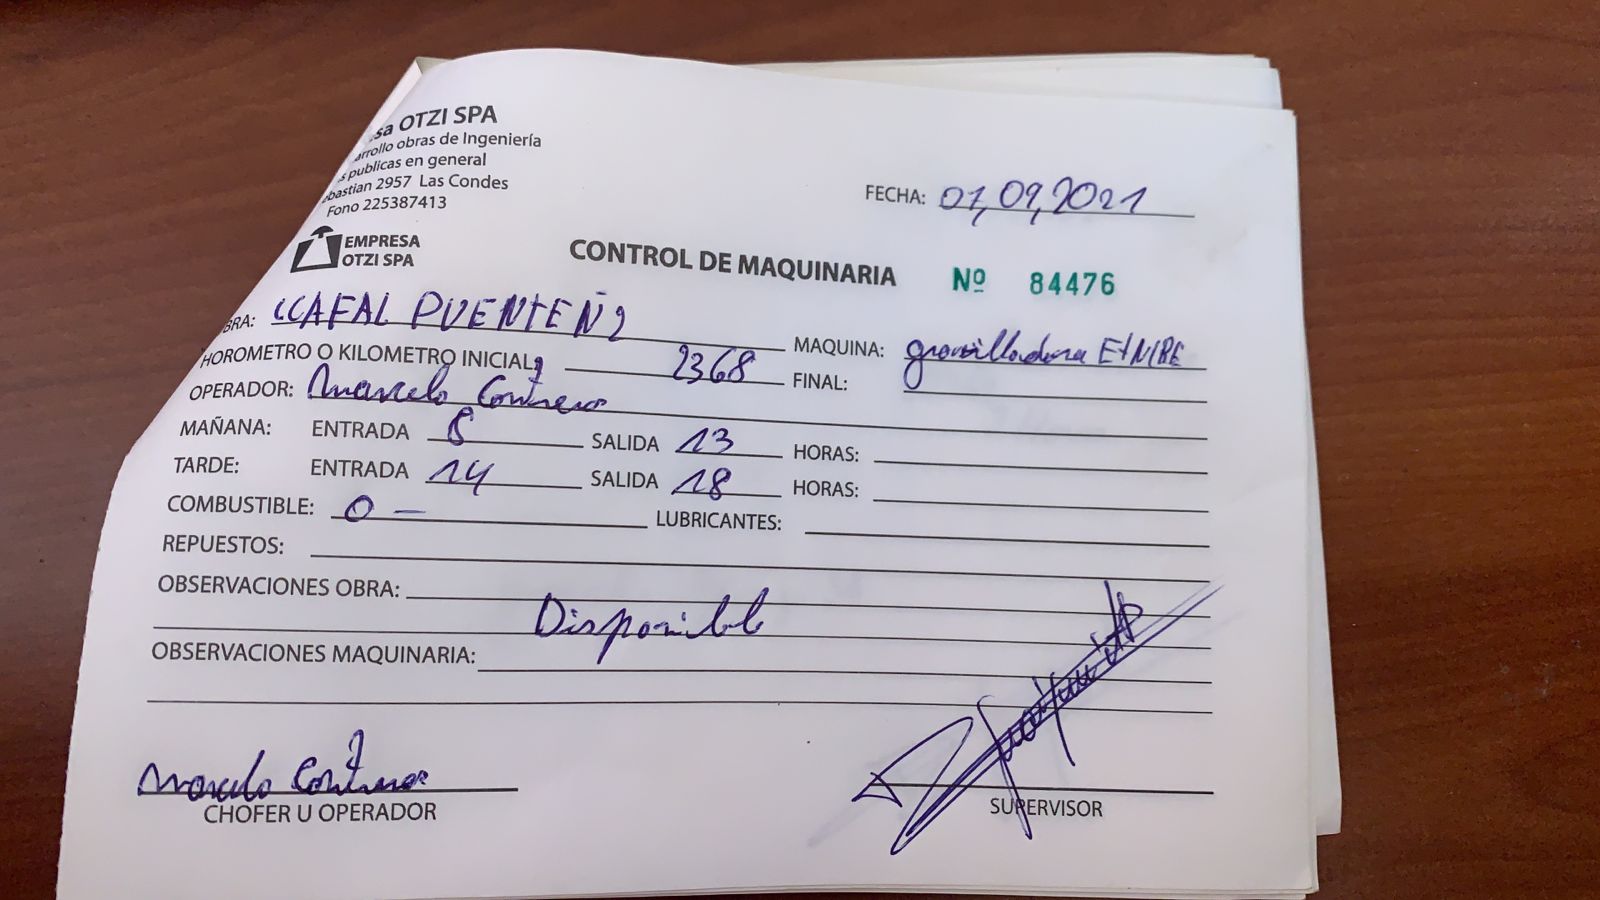 sa OTZI SPA
arrollo obras de Ingeniería
s publicas en general
bastian 2957 Las Condes
Fono 225387413
FECHA: 01,09,2021
EMPRESA
OTZI SPA
CONTROL DE MAQUINARIA Nº 84476
BRA: CCAFAL PUENTE Ñ 2 MAQUINA: gravilladora ETNIRE
HOROMETRO O KILOMETRO INICIAL: 2368 FINAL:
OPERADOR: Marcelo Contreras
MAÑANA: ENTRADA 8 SALIDA 13 HORAS:
TARDE: ENTRADA 14 SALIDA 18 HORAS:
COMBUSTIBLE: 0 — LUBRICANTES:
REPUESTOS:
OBSERVACIONES OBRA:
Disponible
OBSERVACIONES MAQUINARIA:
Marcelo Contreras
CHOFER U OPERADOR SUPERVISOR